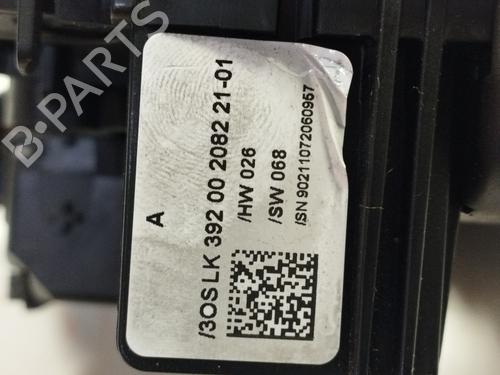 A
/3OS LK 392 00 2082 21-01
/HW 026
/SW 068
/SN 90211072060957
B-PARTS